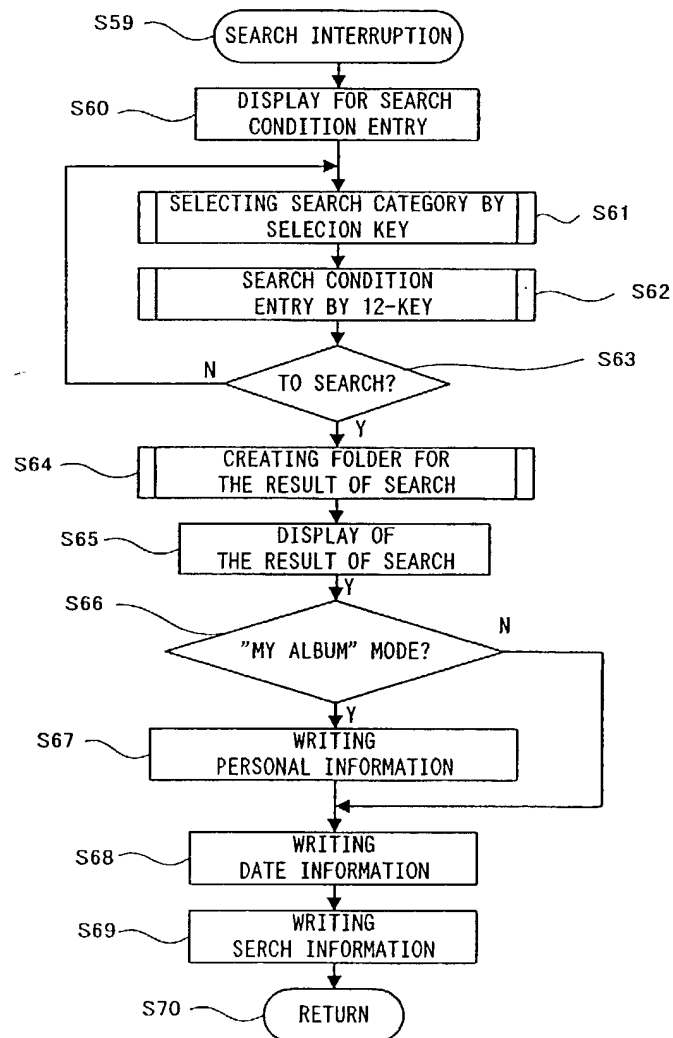 S59
SEARCH INTERRUPTION
S60
DISPLAY FOR SEARCH
CONDITION ENTRY
SELECTING SEARCH CATEGORY BY
SELECION KEY
S61
SEARCH CONDITION
ENTRY BY 12-KEY
S62
N
TO SEARCH?
S63
Y
S64
CREATING FOLDER FOR
THE RESULT OF SEARCH
S65
DISPLAY OF
THE RESULT OF SEARCH
Y
S66
"MY ALBUM" MODE?
N
Y
S67
WRITING
PERSONAL INFORMATION
S68
WRITING
DATE INFORMATION
S69
WRITING
SERCH INFORMATION
S70
RETURN